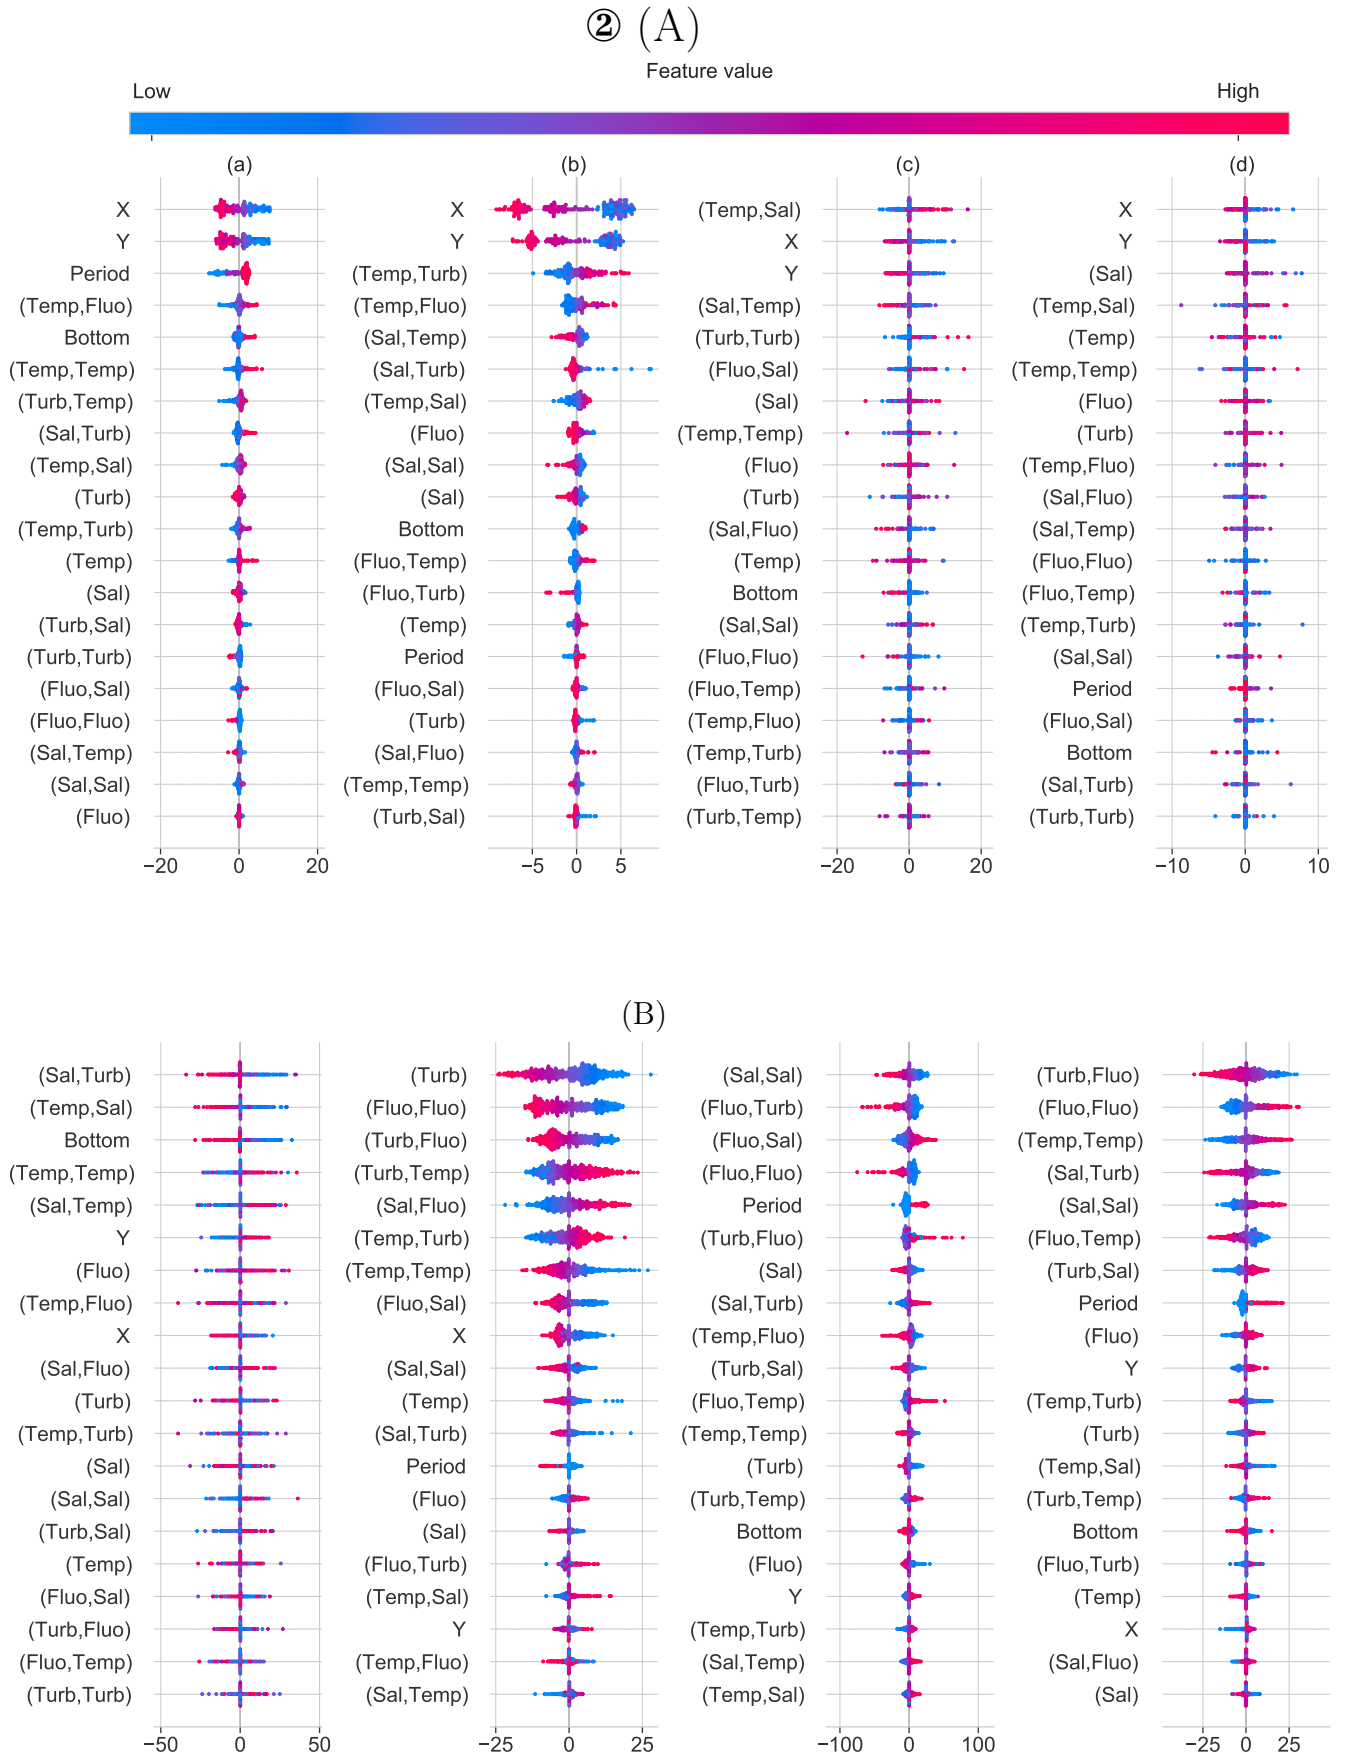 ② (A)
Feature value
Low High
(a) (b) (c) (d)
X X (Temp,Sal) X
Y Y X Y
Period (Temp,Turb) Y (Sal)
(Temp,Fluo) (Temp,Fluo) (Sal,Temp) (Temp,Sal)
Bottom (Sal,Temp) (Turb,Turb) (Temp)
(Temp,Temp) (Sal,Turb) (Fluo,Sal) (Temp,Temp)
(Turb,Temp) (Temp,Sal) (Sal) (Fluo)
(Sal,Turb) (Fluo) (Temp,Temp) (Turb)
(Temp,Sal) (Sal,Sal) (Fluo) (Temp,Fluo)
(Turb) (Sal) (Turb) (Sal,Fluo)
(Temp,Turb) Bottom (Sal,Fluo) (Sal,Temp)
(Temp) (Fluo,Temp) (Temp) (Fluo,Fluo)
(Sal) (Fluo,Turb) Bottom (Fluo,Temp)
(Turb,Sal) (Temp) (Sal,Sal) (Temp,Turb)
(Turb,Turb) Period (Fluo,Fluo) (Sal,Sal)
(Fluo,Sal) (Fluo,Sal) (Fluo,Temp) Period
(Fluo,Fluo) (Turb) (Temp,Fluo) (Fluo,Sal)
(Sal,Temp) (Sal,Fluo) (Temp,Turb) Bottom
(Sal,Sal) (Temp,Temp) (Fluo,Turb) (Sal,Turb)
(Fluo) (Turb,Sal) (Turb,Temp) (Turb,Turb)
−20 0 20 −5 0 5 −20 0 20 −10 0 10
(B)
(Sal,Turb) (Turb) (Sal,Sal) (Turb,Fluo)
(Temp,Sal) (Fluo,Fluo) (Fluo,Turb) (Fluo,Fluo)
Bottom (Turb,Fluo) (Fluo,Sal) (Temp,Temp)
(Temp,Temp) (Turb,Temp) (Fluo,Fluo) (Sal,Turb)
(Sal,Temp) (Sal,Fluo) Period (Sal,Sal)
Y (Temp,Turb) (Turb,Fluo) (Fluo,Temp)
(Fluo) (Temp,Temp) (Sal) (Turb,Sal)
(Temp,Fluo) (Fluo,Sal) (Sal,Turb) Period
X X (Temp,Fluo) (Fluo)
(Sal,Fluo) (Sal,Sal) (Turb,Sal) Y
(Turb) (Temp) (Fluo,Temp) (Temp,Turb)
(Temp,Turb) (Sal,Turb) (Temp,Temp) (Turb)
(Sal) Period (Turb) (Temp,Sal)
(Sal,Sal) (Fluo) (Turb,Temp) (Turb,Temp)
(Turb,Sal) (Sal) Bottom Bottom
(Temp) (Fluo,Turb) (Fluo) (Fluo,Turb)
(Fluo,Sal) (Temp,Sal) Y (Temp)
(Turb,Fluo) Y (Temp,Turb) X
(Fluo,Temp) (Temp,Fluo) (Sal,Temp) (Sal,Fluo)
(Turb,Turb) (Sal,Temp) (Temp,Sal) (Sal)
−50 0 50 −25 0 25 −100 0 100 −25 0 25